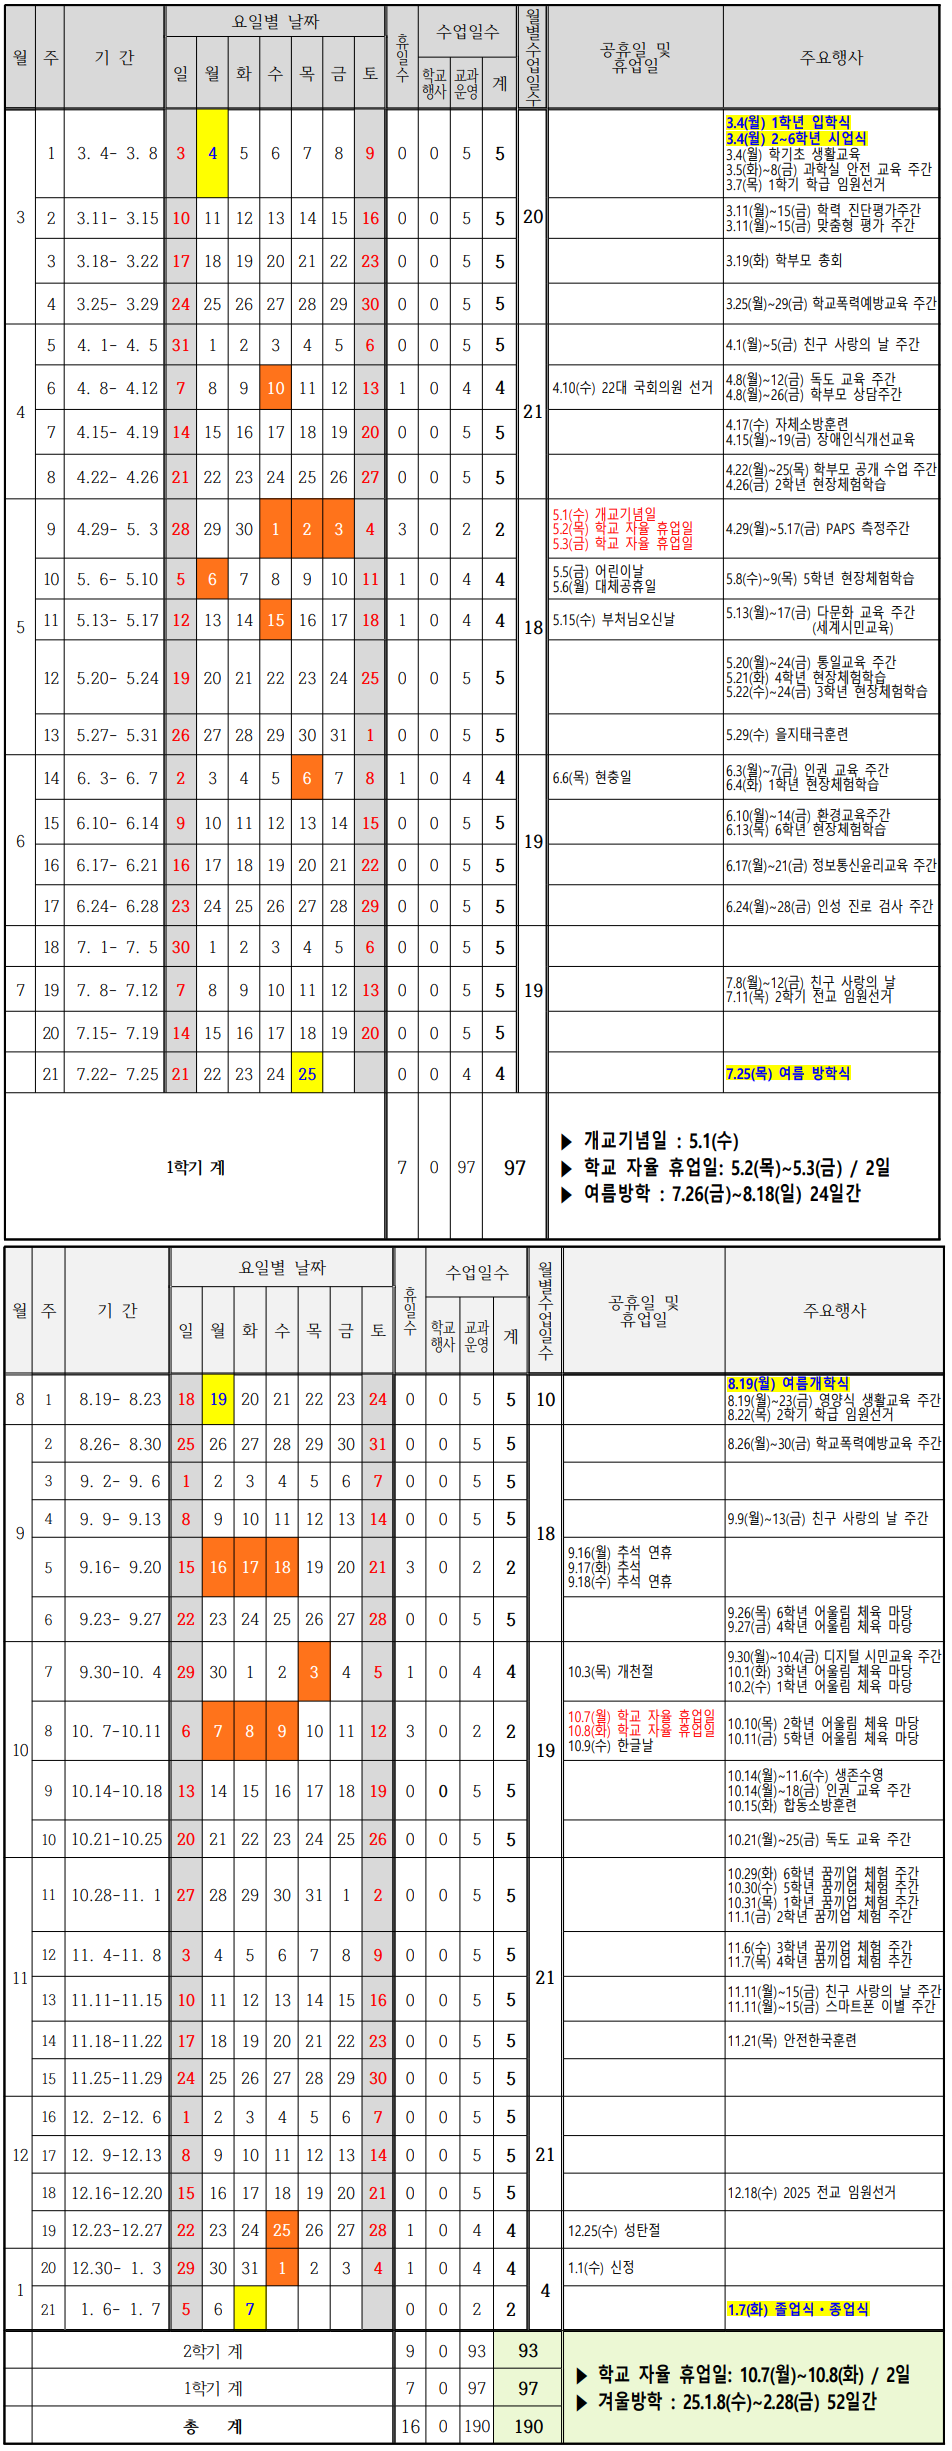 월 주 기 간 요일별 날짜 휴일수 수업일수 월별수업일수 공휴일 및 휴업일 주요행사
일 월 화 수 목 금 토 학교행사 교과운영 계
3 1 3. 4- 3. 8 3 4 5 6 7 8 9 0 0 5 5 20
3.4(월) 1학년 입학식
3.4(월) 2~6학년 시업식
3.4(월) 학기초 생활교육
3.5(화)~8(금) 과학실 안전 교육 주간
3.7(목) 1학기 학급 임원선거
2 3.11- 3.15 10 11 12 13 14 15 16 0 0 5 5
3.11(월)~15(금) 학력 진단평가주간
3.11(월)~15(금) 맞춤형 평가 주간
3 3.18- 3.22 17 18 19 20 21 22 23 0 0 5 5 3.19(화) 학부모 총회
4 3.25- 3.29 24 25 26 27 28 29 30 0 0 5 5 3.25(월)~29(금) 학교폭력예방교육 주간
4 5 4. 1- 4. 5 31 1 2 3 4 5 6 0 0 5 5 21 4.1(월)~5(금) 친구 사랑의 날 주간
6 4. 8- 4.12 7 8 9 10 11 12 13 1 0 4 4 4.10(수) 22대 국회의원 선거
4.8(월)~12(금) 독도 교육 주간
4.8(월)~26(금) 학부모 상담주간
7 4.15- 4.19 14 15 16 17 18 19 20 0 0 5 5
4.17(수) 자체소방훈련
4.15(월)~19(금) 장애인식개선교육
8 4.22- 4.26 21 22 23 24 25 26 27 0 0 5 5
4.22(월)~25(목) 학부모 공개 수업 주간
4.26(금) 2학년 현장체험학습
5 9 4.29- 5. 3 28 29 30 1 2 3 4 3 0 2 2 18
5.1(수) 개교기념일
5.2(목) 학교 자율 휴업일
5.3(금) 학교 자율 휴업일
4.29(월)~5.17(금) PAPS 측정주간
10 5. 6- 5.10 5 6 7 8 9 10 11 1 0 4 4
5.5(금) 어린이날
5.6(월) 대체공휴일
5.8(수)~9(목) 5학년 현장체험학습
11 5.13- 5.17 12 13 14 15 16 17 18 1 0 4 4 5.15(수) 부처님오신날
5.13(월)~17(금) 다문화 교육 주간
(세계시민교육)
12 5.20- 5.24 19 20 21 22 23 24 25 0 0 5 5
5.20(월)~24(금) 통일교육 주간
5.21(화) 4학년 현장체험학습
5.22(수)~24(금) 3학년 현장체험학습
13 5.27- 5.31 26 27 28 29 30 31 1 0 0 5 5 5.29(수) 을지태극훈련
6 14 6. 3- 6. 7 2 3 4 5 6 7 8 1 0 4 4 19 6.6(목) 현충일
6.3(월)~7(금) 인권 교육 주간
6.4(화) 1학년 현장체험학습
15 6.10- 6.14 9 10 11 12 13 14 15 0 0 5 5
6.10(월)~14(금) 환경교육주간
6.13(목) 6학년 현장체험학습
16 6.17- 6.21 16 17 18 19 20 21 22 0 0 5 5 6.17(월)~21(금) 정보통신윤리교육 주간
17 6.24- 6.28 23 24 25 26 27 28 29 0 0 5 5 6.24(월)~28(금) 인성 진로 검사 주간
7 18 7. 1- 7. 5 30 1 2 3 4 5 6 0 0 5 5 19
19 7. 8- 7.12 7 8 9 10 11 12 13 0 0 5 5
7.8(월)~12(금) 친구 사랑의 날
7.11(목) 2학기 전교 임원선거
20 7.15- 7.19 14 15 16 17 18 19 20 0 0 5 5
21 7.22- 7.25 21 22 23 24 25 0 0 4 4 7.25(목) 여름 방학식
1학기 계 7 0 97 97
▶ 개교기념일 : 5.1(수)
▶ 학교 자율 휴업일: 5.2(목)~5.3(금) / 2일
▶ 여름방학 : 7.26(금)~8.18(일) 24일간
월 주 기 간 요일별 날짜 휴일수 수업일수 월별수업일수 공휴일 및 휴업일 주요행사
일 월 화 수 목 금 토 학교행사 교과운영 계
8 1 8.19- 8.23 18 19 20 21 22 23 24 0 0 5 5 10
8.19(월) 여름개학식
8.19(월)~23(금) 영양식 생활교육 주간
8.22(목) 2학기 학급 임원선거
9 2 8.26- 8.30 25 26 27 28 29 30 31 0 0 5 5 18 8.26(월)~30(금) 학교폭력예방교육 주간
3 9. 2- 9. 6 1 2 3 4 5 6 7 0 0 5 5
4 9. 9- 9.13 8 9 10 11 12 13 14 0 0 5 5 9.9(월)~13(금) 친구 사랑의 날 주간
5 9.16- 9.20 15 16 17 18 19 20 21 3 0 2 2
9.16(월) 추석 연휴
9.17(화) 추석
9.18(수) 추석 연휴
6 9.23- 9.27 22 23 24 25 26 27 28 0 0 5 5
9.26(목) 6학년 어울림 체육 마당
9.27(금) 4학년 어울림 체육 마당
10 7 9.30-10. 4 29 30 1 2 3 4 5 1 0 4 4 19 10.3(목) 개천절
9.30(월)~10.4(금) 디지털 시민교육 주간
10.1(화) 3학년 어울림 체육 마당
10.2(수) 1학년 어울림 체육 마당
8 10. 7-10.11 6 7 8 9 10 11 12 3 0 2 2
10.7(월) 학교 자율 휴업일
10.8(화) 학교 자율 휴업일
10.9(수) 한글날
10.10(목) 2학년 어울림 체육 마당
10.11(금) 5학년 어울림 체육 마당
9 10.14-10.18 13 14 15 16 17 18 19 0 0 5 5
10.14(월)~11.6(수) 생존수영
10.14(월)~18(금) 인권 교육 주간
10.15(화) 합동소방훈련
10 10.21-10.25 20 21 22 23 24 25 26 0 0 5 5 10.21(월)~25(금) 독도 교육 주간
11 11 10.28-11. 1 27 28 29 30 31 1 2 0 0 5 5 21
10.29(화) 6학년 꿈끼업 체험 주간
10.30(수) 5학년 꿈끼업 체험 주간
10.31(목) 1학년 꿈끼업 체험 주간
11.1(금) 2학년 꿈끼업 체험 주간
12 11. 4-11. 8 3 4 5 6 7 8 9 0 0 5 5
11.6(수) 3학년 꿈끼업 체험 주간
11.7(목) 4학년 꿈끼업 체험 주간
13 11.11-11.15 10 11 12 13 14 15 16 0 0 5 5
11.11(월)~15(금) 친구 사랑의 날 주간
11.11(월)~15(금) 스마트폰 이별 주간
14 11.18-11.22 17 18 19 20 21 22 23 0 0 5 5 11.21(목) 안전한국훈련
15 11.25-11.29 24 25 26 27 28 29 30 0 0 5 5
12 16 12. 2-12. 6 1 2 3 4 5 6 7 0 0 5 5 21
17 12. 9-12.13 8 9 10 11 12 13 14 0 0 5 5
18 12.16-12.20 15 16 17 18 19 20 21 0 0 5 5 12.18(수) 2025 전교 임원선거
19 12.23-12.27 22 23 24 25 26 27 28 1 0 4 4 12.25(수) 성탄절
1 20 12.30- 1. 3 29 30 31 1 2 3 4 1 0 4 4 4 1.1(수) 신정
21 1. 6- 1. 7 5 6 7 0 0 2 2 1.7(화) 졸업식·종업식
2학기 계 9 0 93 93
1학기 계 7 0 97 97
총 계 16 0 190 190
▶ 학교 자율 휴업일: 10.7(월)~10.8(화) / 2일
▶ 겨울방학 : 25.1.8(수)~2.28(금) 52일간